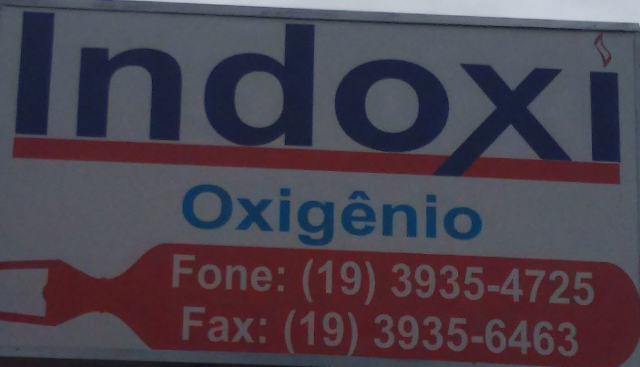 Indoxi
Oxigênio
Fone: (19) 3935-4725
Fax: (19) 3935-6463